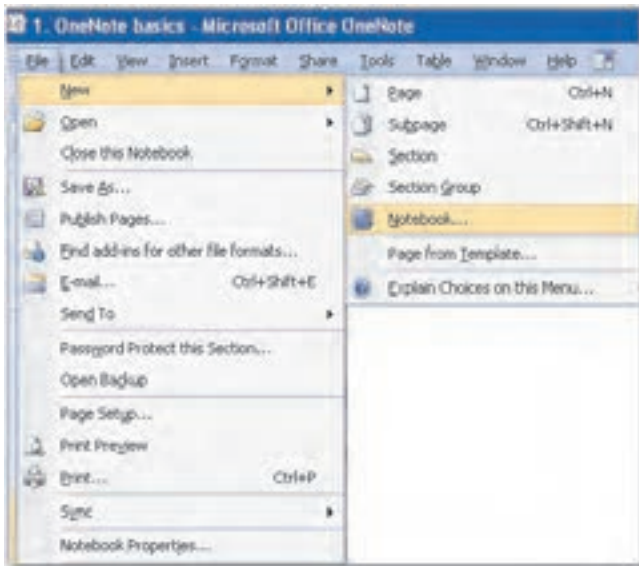 1. OneNote basics - Microsoft Office OneNote
File Edit View Insert Format Share Tools Table Window Help
New
Open
Close this Notebook
Save As...
Publish Pages...
Find add-ins for other file formats...
E-mail... Ctrl+Shift+E
Send To
Password Protect this Section...
Open Backup
Page Setup...
Print Preview
Print... Ctrl+P
Sync
Notebook Properties...
Page Ctrl+N
Subpage Ctrl+Shift+N
Section
Section Group
Notebook...
Page from Template...
Explain Choices on this Menu...